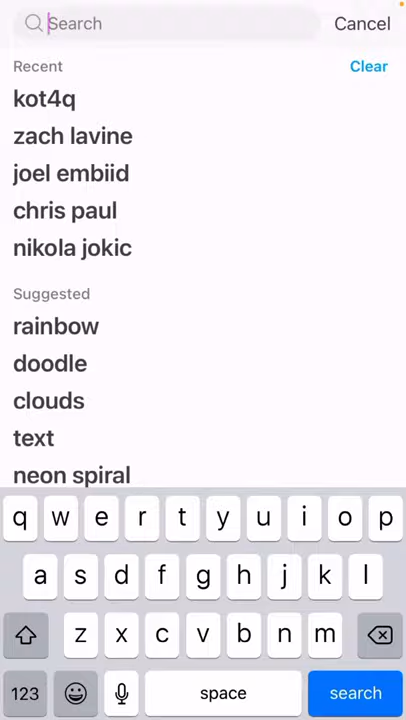 Search Cancel
Recent Clear
kot4q
zach lavine
joel embiid
chris paul
nikola jokic
Suggested
rainbow
doodle
clouds
text
neon spiral
q w e r t y u i o p
a s d f g h j k l
z x c v b n m
123 space search